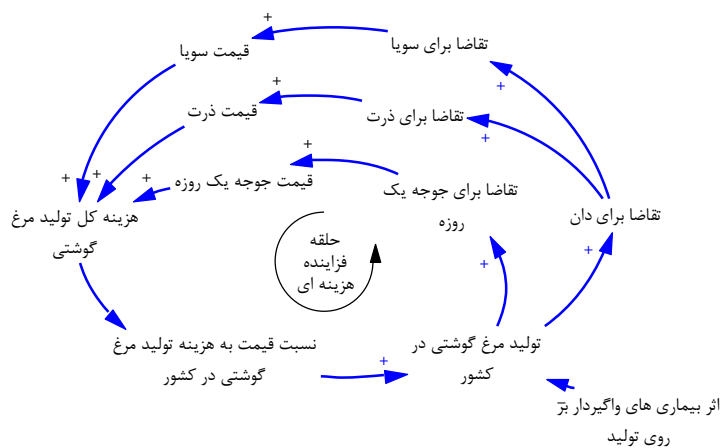 +
تقاضا برای سویا
قیمت سویا
+
+
تقاضا برای ذرت
قیمت ذرت
+
+
تقاضا برای جوجه یک
روزه
قیمت جوجه یک روزه
+
+
+
هزینه کل تولید مرغ
گوشتی
تقاضا برای دان
حلقه
فزاینده
هزینه ای
+
+
نسبت قیمت به هزینه تولید مرغ
گوشتی در کشور
+
تولید مرغ گوشتی در
کشور
-
اثر بیماری های واگیردار بر
روی تولید